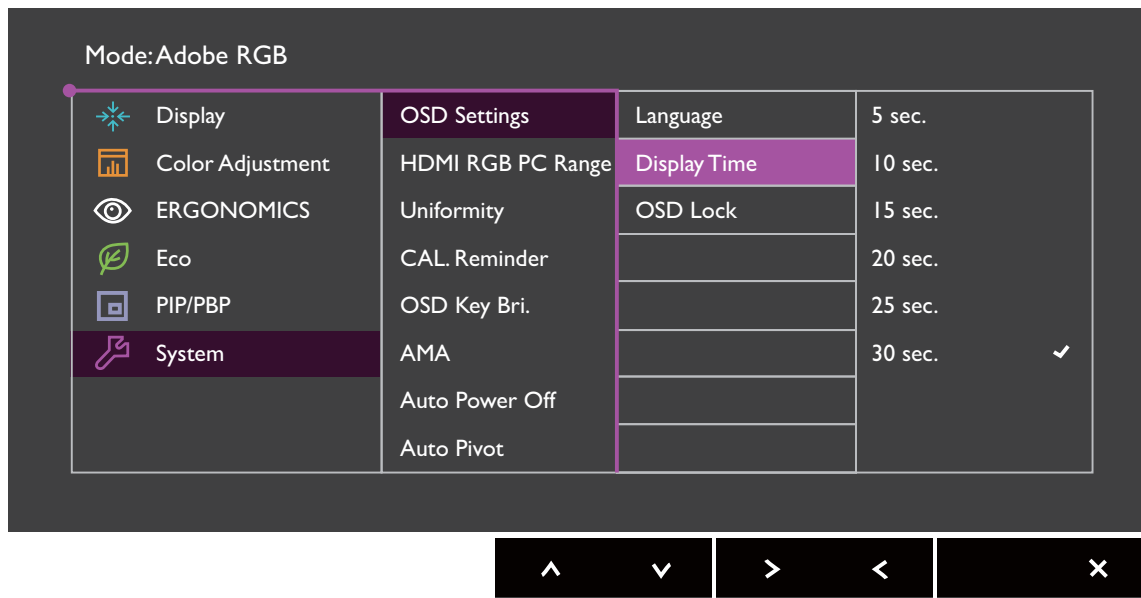 Mode: Adobe RGB
Display
Color Adjustment
ERGONOMICS
Eco
PIP/PBP
System
OSD Settings
HDMI RGB PC Range
Uniformity
CAL. Reminder
OSD Key Bri.
AMA
Auto Power Off
Auto Pivot
Language
Display Time
OSD Lock
5 sec.
10 sec.
15 sec.
20 sec.
25 sec.
30 sec.